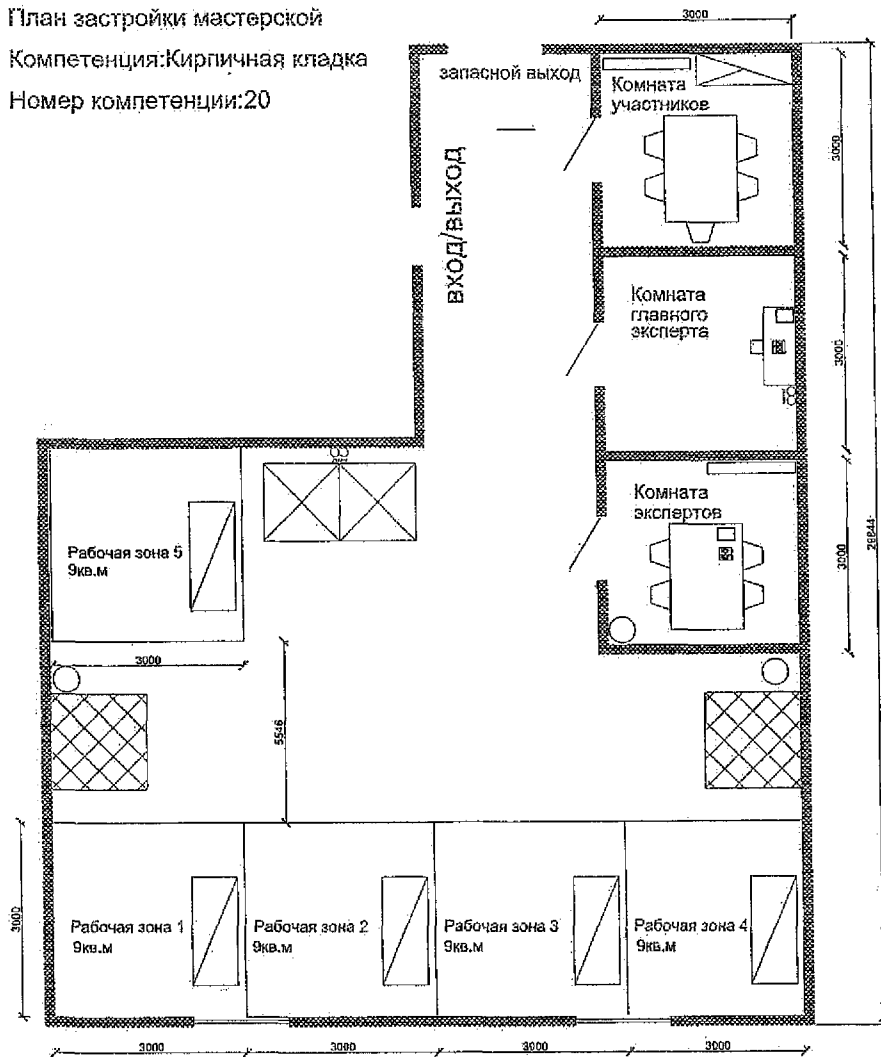 План застройки мастерской
Компетенция:Кирпичная кладка
Номер компетенции:20
3000
запасной выход
Комната
участников
3000
вход/выход
Комната
главного
эксперта
3000
Комната
экспертов
3000
Рабочая зона 5
9кв.м
3000
5546
3000
Рабочая зона 1
9кв.м
Рабочая зона 2
9кв.м
Рабочая зона 3
9кв.м
Рабочая зона 4
9кв.м
3000
3000
3000
3000